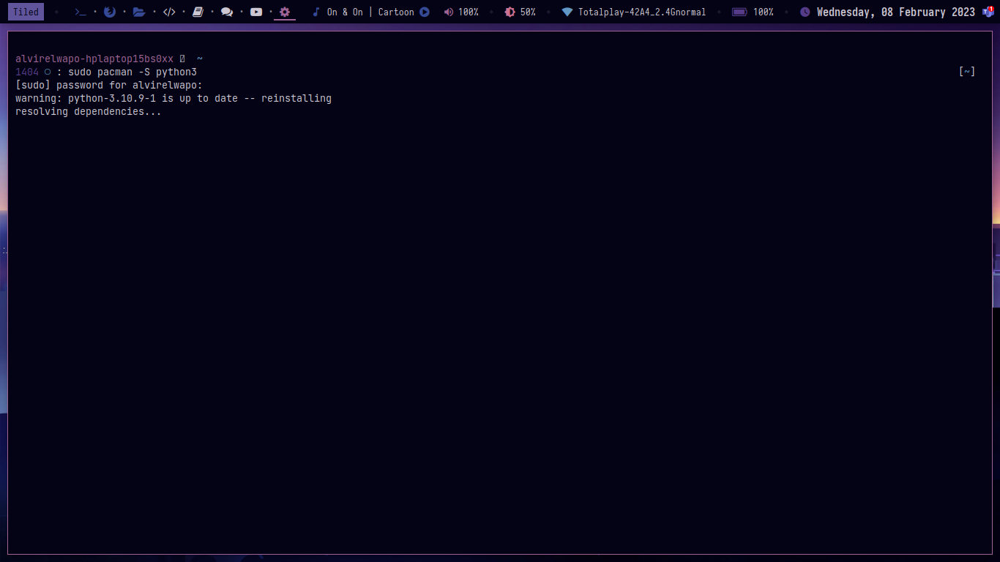 Tiled On & On | Cartoon 100% 50% Totalplay-42A4_2.4Gnormal 100% Wednesday, 08 February 2023 1
alvirelwapo-hplaptop15bs0xx ~
1404 ○ : sudo pacman -S python3 [~]
[sudo] password for alvirelwapo:
warning: python-3.10.9-1 is up to date -- reinstalling
resolving dependencies...